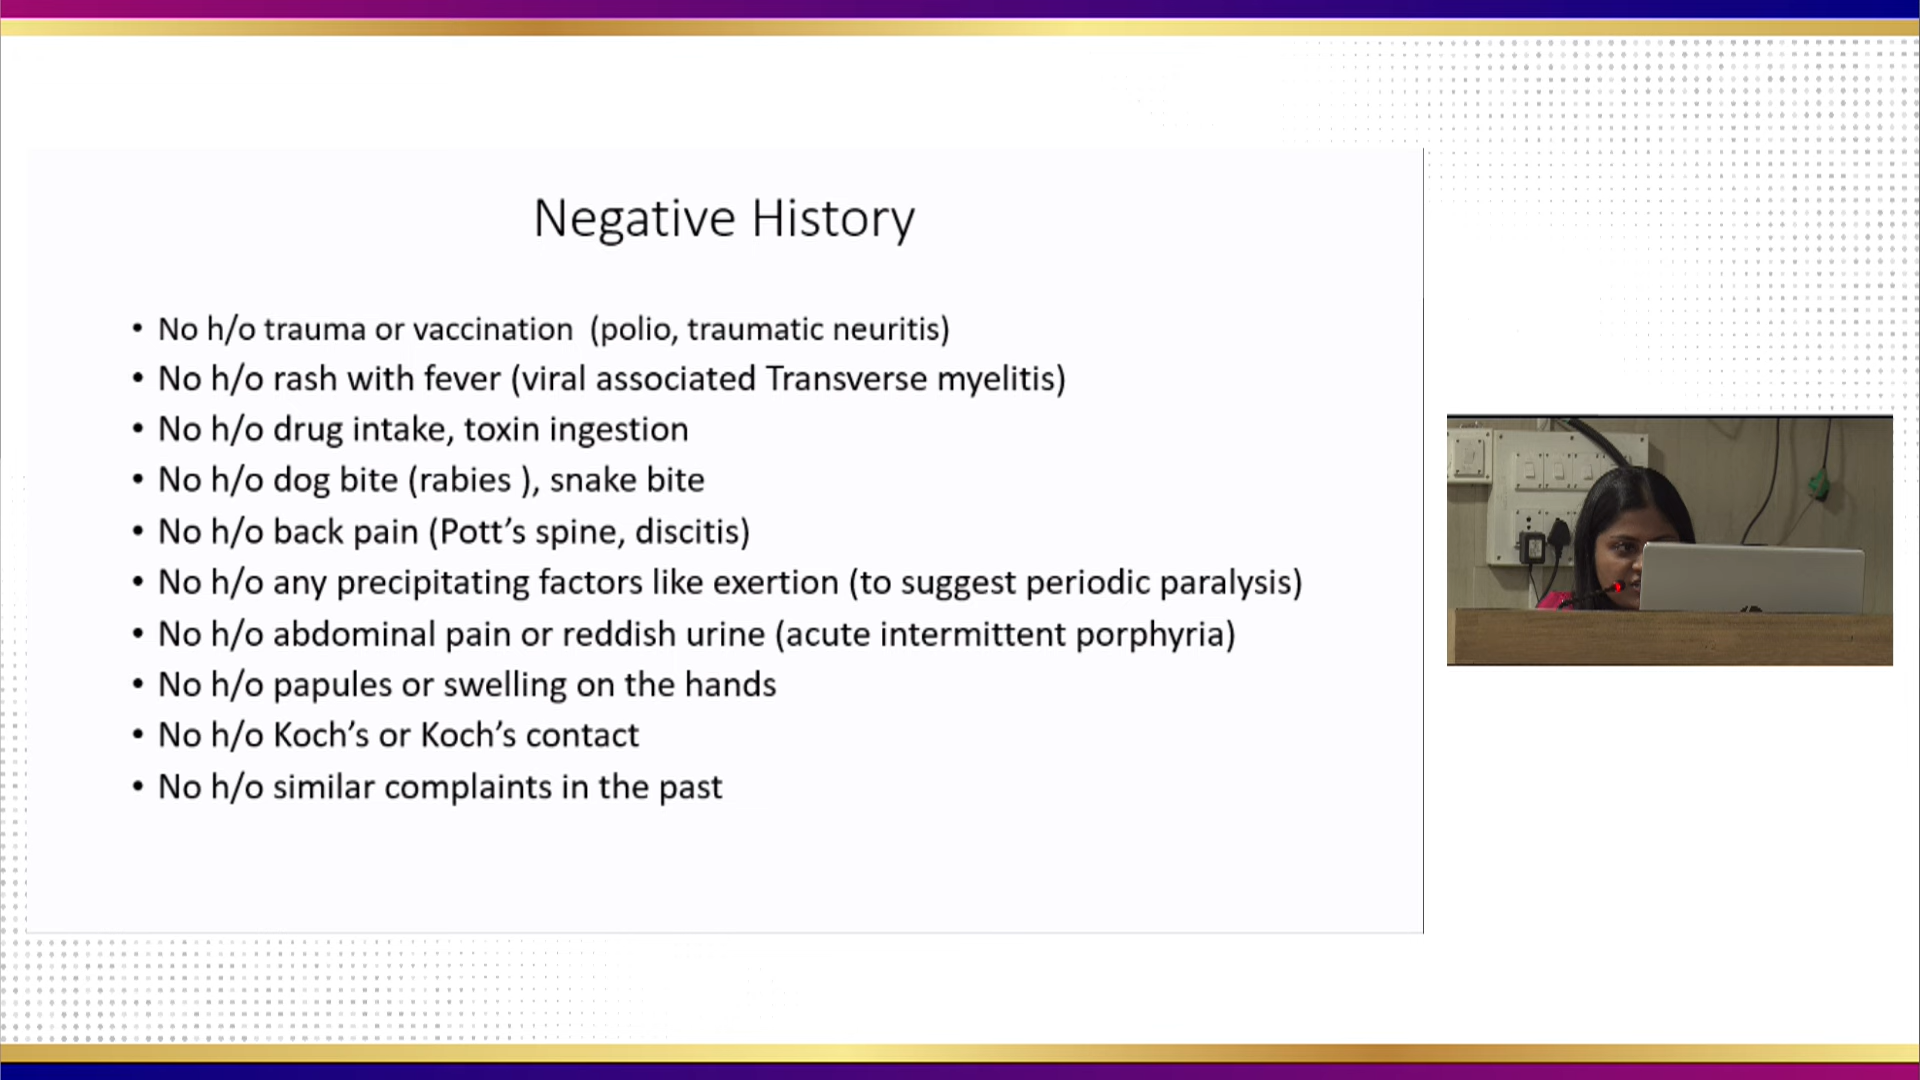 Negative History
• No h/o trauma or vaccination (polio, traumatic neuritis)
• No h/o rash with fever (viral associated Transverse myelitis)
• No h/o drug intake, toxin ingestion
• No h/o dog bite (rabies ), snake bite
• No h/o back pain (Pott’s spine, discitis)
• No h/o any precipitating factors like exertion (to suggest periodic paralysis)
• No h/o abdominal pain or reddish urine (acute intermittent porphyria)
• No h/o papules or swelling on the hands
• No h/o Koch’s or Koch’s contact
• No h/o similar complaints in the past